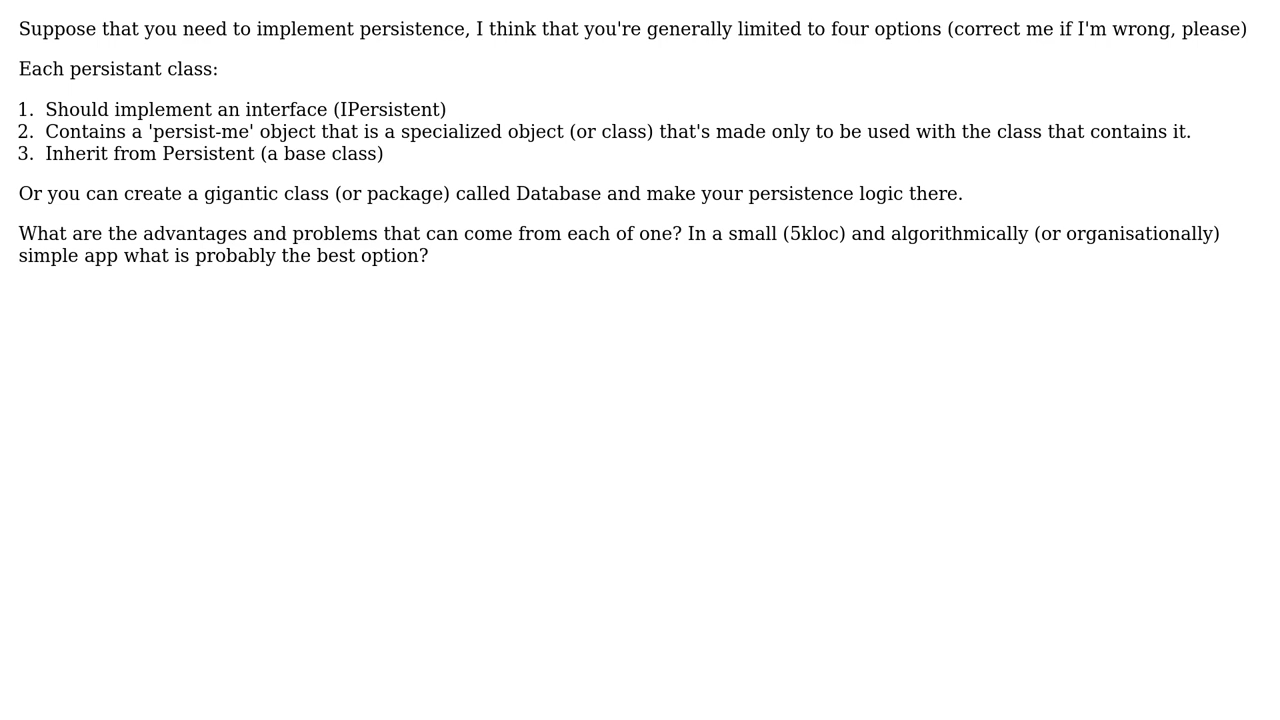 Suppose that you need to implement persistence, I think that you're generally limited to four options (correct me if I'm wrong, please)
Each persistant class:
1. Should implement an interface (IPersistent)
2. Contains a 'persist-me' object that is a specialized object (or class) that's made only to be used with the class that contains it.
3. Inherit from Persistent (a base class)
Or you can create a gigantic class (or package) called Database and make your persistence logic there.
What are the advantages and problems that can come from each of one? In a small (5kloc) and algorithmically (or organisationally)
simple app what is probably the best option?